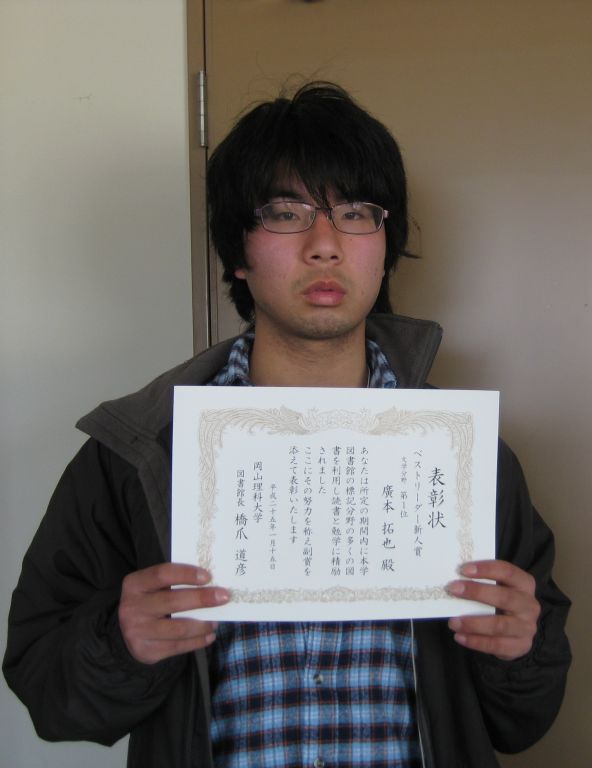 表彰状
ベストリーダー新人賞
文学分野 第1位
廣本 拓也 殿
あなたは所定の期間内に本学
図書館の標記分野の多くの図
書を利用し読書と勉学に精励
されました
ここにその努力を称え副賞を
添えて表彰いたします
平成二十五年一月十五日
岡山理科大学
図書館長 橋爪 道彦